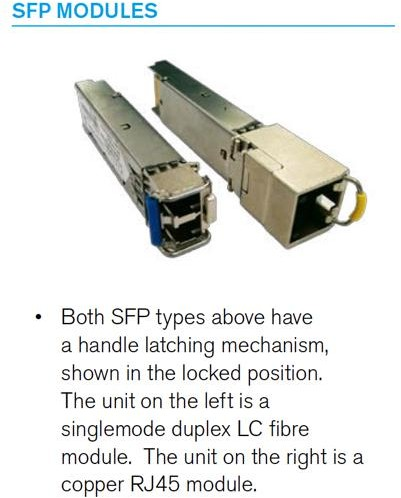 SFP MODULES
• Both SFP types above have
a handle latching mechanism,
shown in the locked position.
The unit on the left is a
singlemode duplex LC fibre
module. The unit on the right is a
copper RJ45 module.